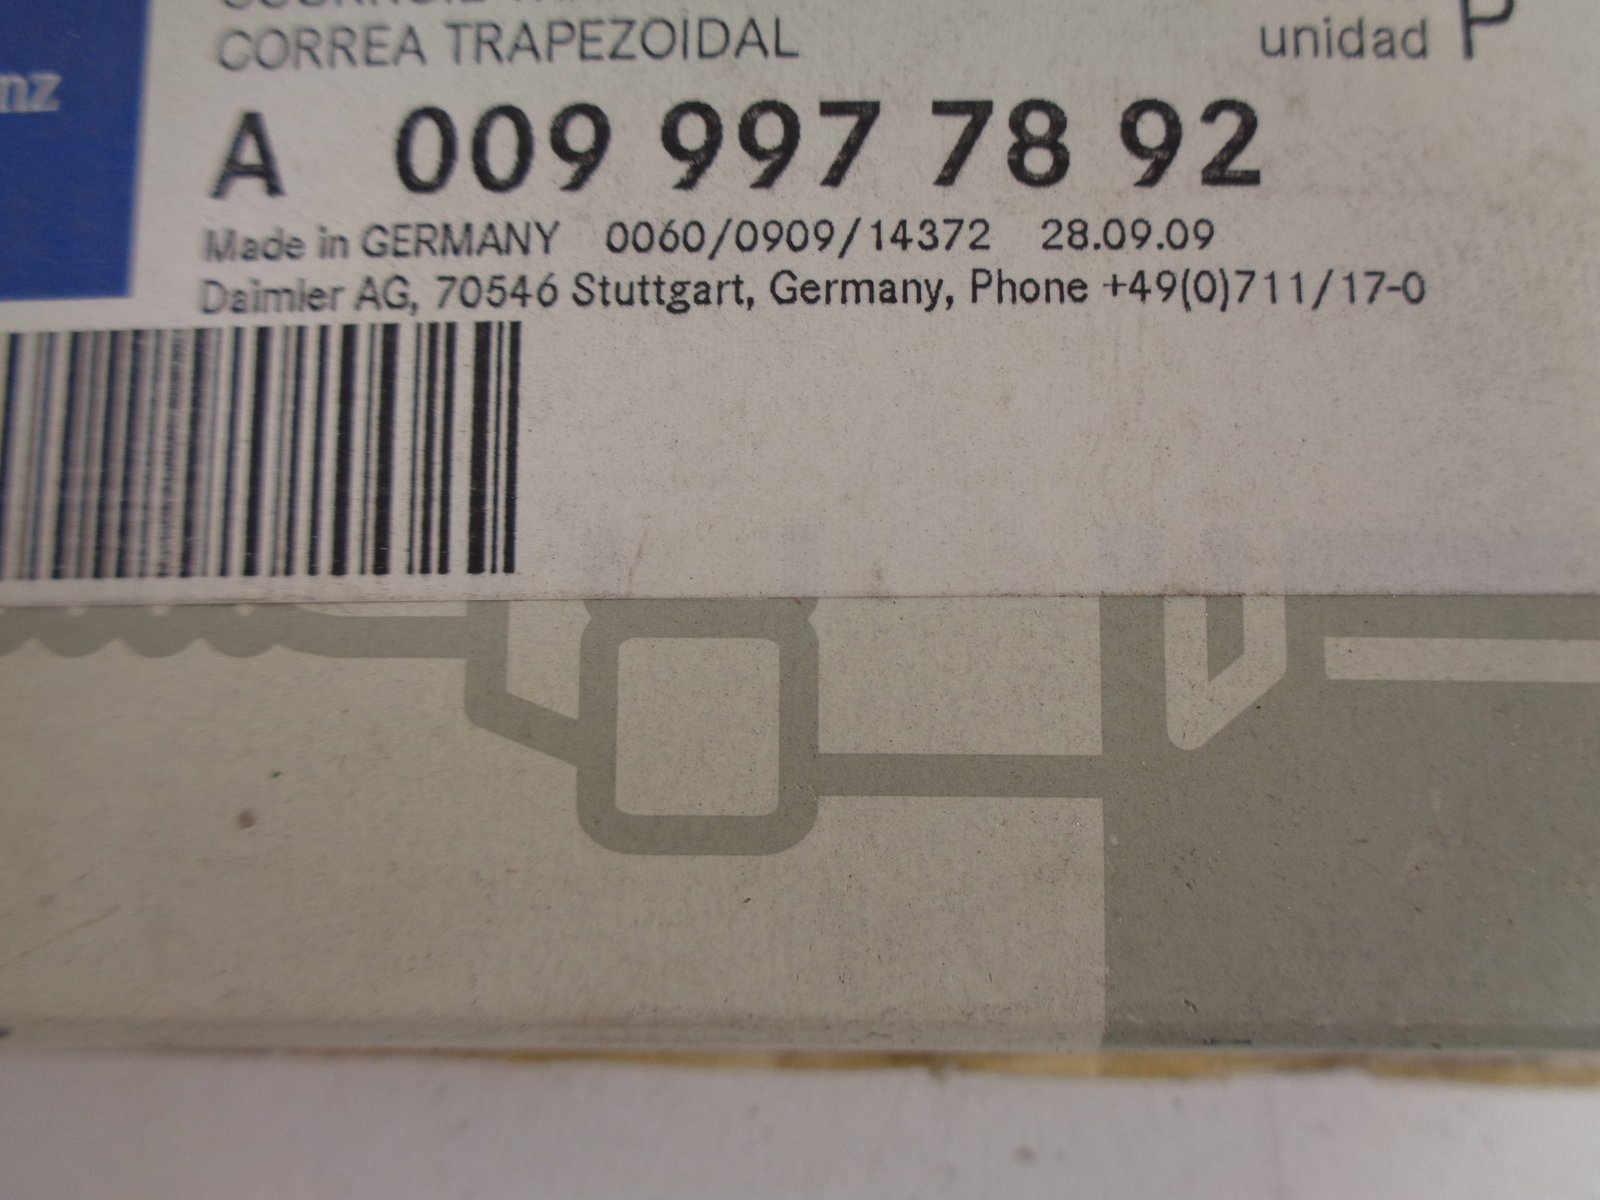 CORREA TRAPEZOIDAL
unidad P
nz
A 009 997 78 92
Made in GERMANY 0060/0909/14372 28.09.09
Daimler AG, 70546 Stuttgart, Germany, Phone +49(0)711/17-0